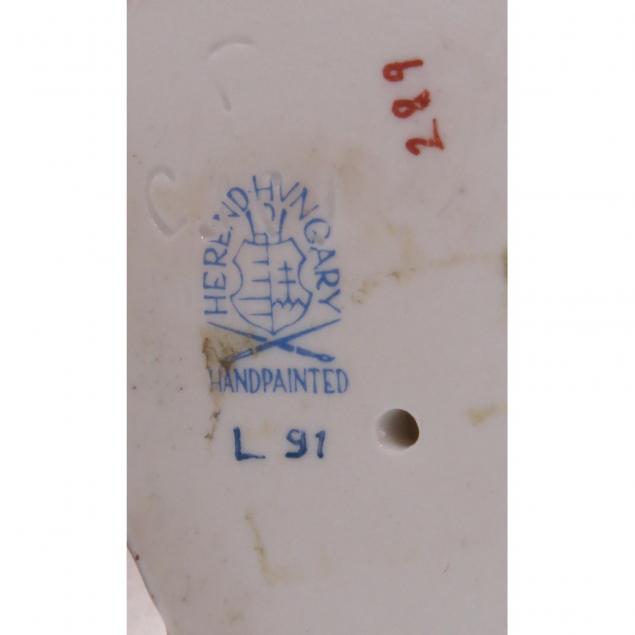 289
HEREND HUNGARY
HANDPAINTED
L 91